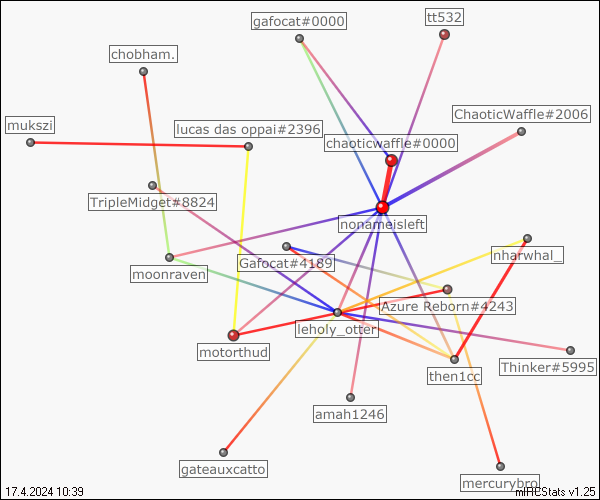 gafocat#0000
tt532
chobham.
ChaoticWaffle#2006
mukszi
lucas das oppai#2396
chaoticwaffle#0000
TripleMidget#8824
nonameisleft
nharwhal_
Gafocat#4189
moonraven
Azure Reborn#4243
leholy_otter
motorthud
Thinker#5995
then1cc
amah1246
gateauxcatto
mercurybro
17.4.2024 10:39
mIRCStats v1.25